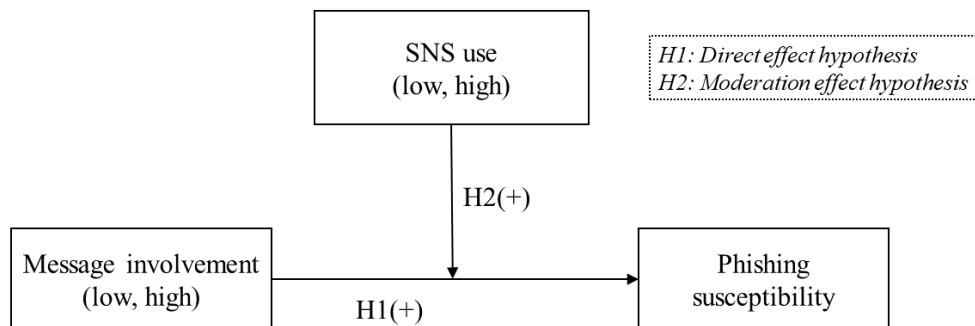 SNS use
(low, high)
H1: Direct effect hypothesis
H2: Moderation effect hypothesis
H2(+)
Message involvement
(low, high)
H1(+)
Phishing
susceptibility